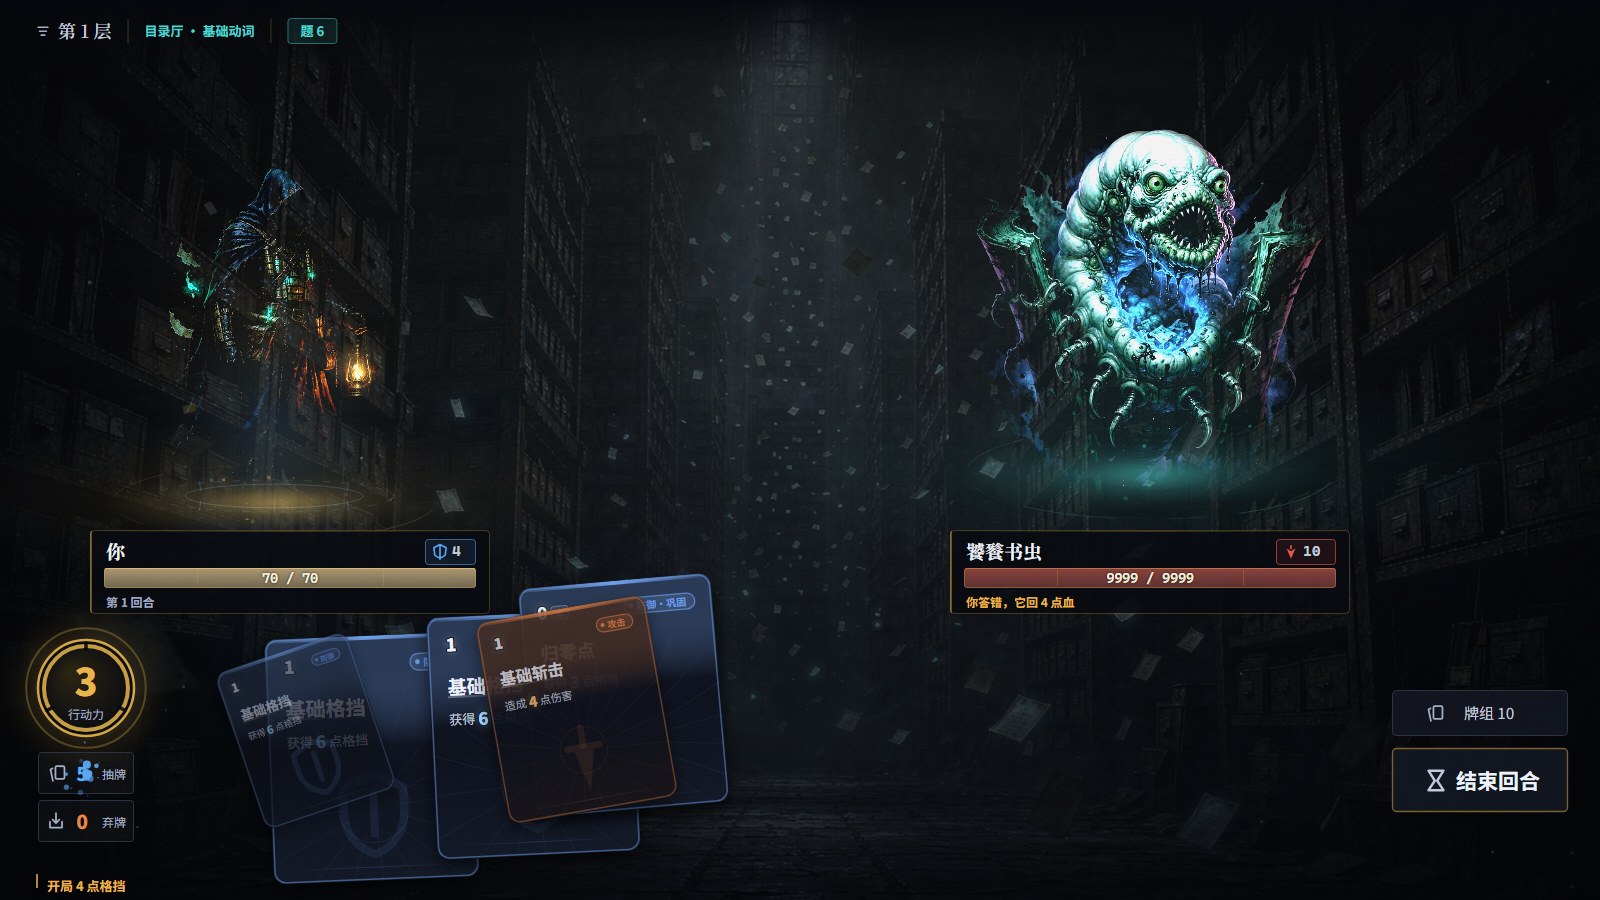 第 1 层
目录厅 · 基础动词
题 6
你
4
70 / 70
第 1 回合
饕餮书虫
10
9999 / 9999
你答错，它回 4 点血
3
行动力
5 抽牌
0 弃牌
开局 4 点格挡
1
基础格挡
获得 6 点格挡
1
基础格挡
获得 6 点格挡
1
基础
获得 6
0
御·巩固
归零点
1
攻击
基础斩击
造成 4 点伤害
牌组 10
结束回合